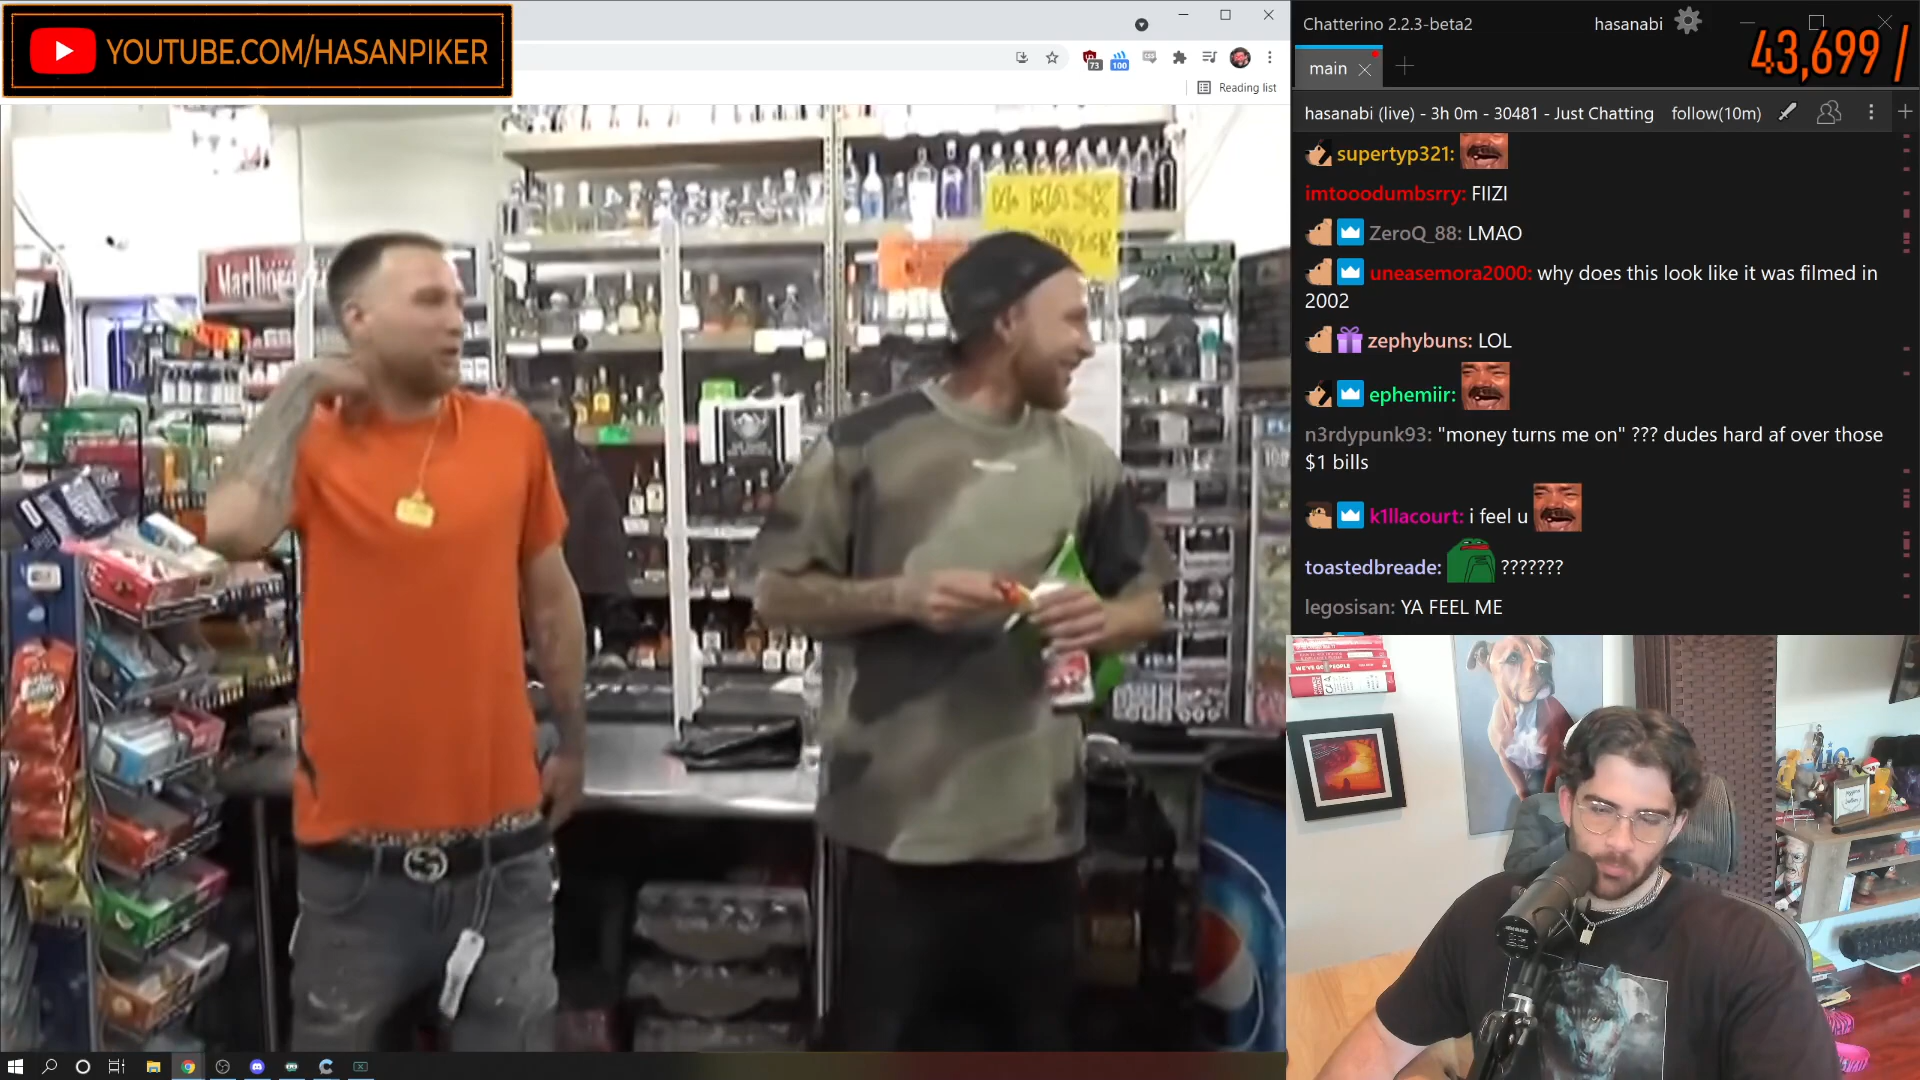 YOUTUBE.COM/HASANPIKER
73
100
Reading list
Chatterino 2.2.3-beta2
hasanabi
43,699 /
main
hasanabi (live) - 3h 0m - 30481 - Just Chatting
follow(10m)
supertyp321:
imtooodumbsrry: FIIZI
ZeroQ_88: LMAO
uneasemora2000: why does this look like it was filmed in
2002
zephybuns: LOL
ephemiir:
n3rdypunk93: "money turns me on" ??? dudes hard af over those
$1 bills
k1llacourt: i feel u
toastedbreade: ???????
legosisan: YA FEEL ME
Marlboro
MASK